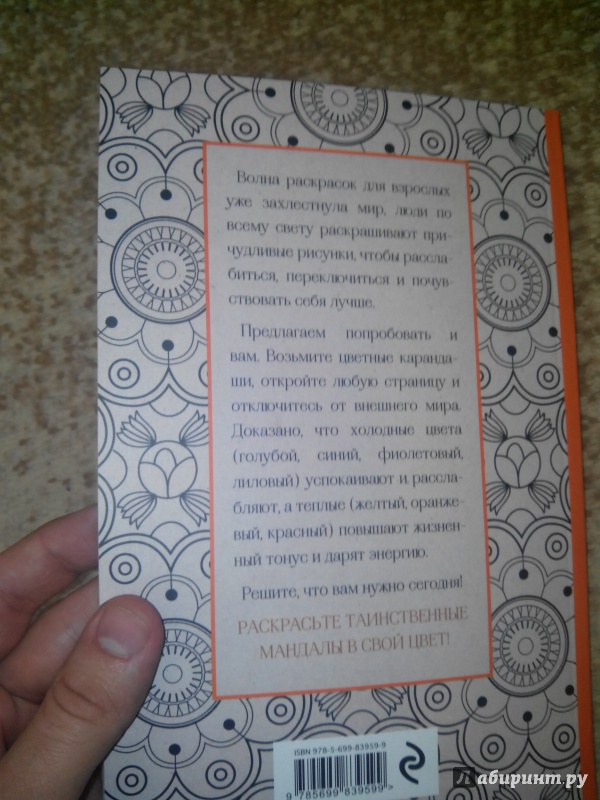 Волна раскрасок для взрослых
уже захлестнула мир, люди по
всему свету раскрашивают при-
чудливые рисунки, чтобы рассла-
биться, переключиться и почув-
ствовать себя лучше.
Предлагаем попробовать и
вам. Возьмите цветные каранда-
ши, откройте любую страницу и
отключитесь от внешнего мира.
Доказано, что холодные цвета
(голубой, синий, фиолетовый,
лиловый) успокаивают и рассла-
бляют, а теплые (желтый, оранже-
вый, красный) повышают жизнен-
ный тонус и дарят энергию.
Решите, что вам нужно сегодня!
РАСКРАСЬТЕ ТАИНСТВЕННЫЕ
МАНДАЛЫ В СВОЙ ЦВЕТ!
ISBN 978-5-699-83959-9
9 785699 839599 >
Лабиринт.ру